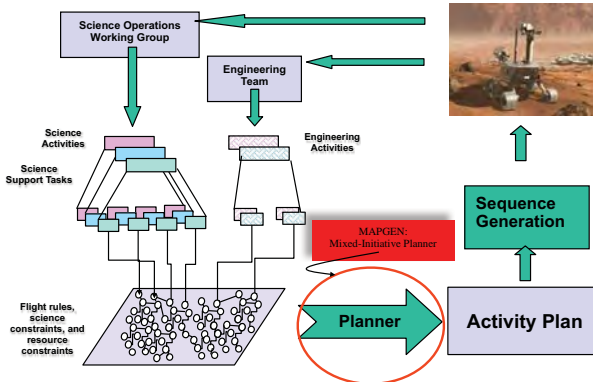 Science Operations
Working Group
Engineering
Team
Science
Activities
Engineering
Activities
Science
Support Tasks
MAPGEN:
Mixed-Initiative Planner
Sequence
Generation
Flight rules,
science
constraints, and
resource
constraints
Planner
Activity Plan